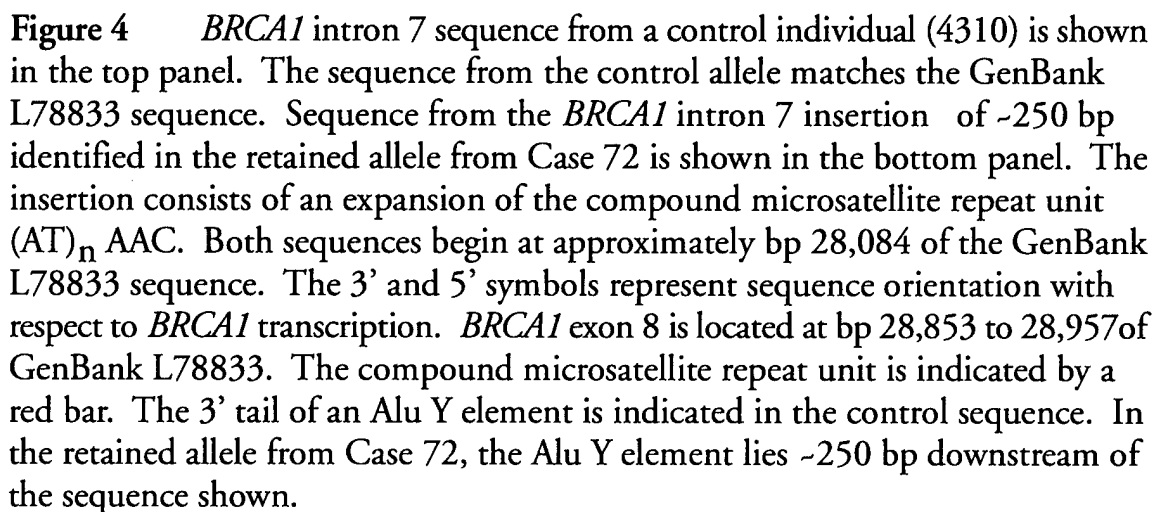 Figure 4 BRCA1 intron 7 sequence from a control individual (4310) is shown
in the top panel. The sequence from the control allele matches the GenBank
L78833 sequence. Sequence from the BRCA1 intron 7 insertion of ~250 bp
identified in the retained allele from Case 72 is shown in the bottom panel. The
insertion consists of an expansion of the compound microsatellite repeat unit
(AT)n AAC. Both sequences begin at approximately bp 28,084 of the GenBank
L78833 sequence. The 3’ and 5’ symbols represent sequence orientation with
respect to BRCA1 transcription. BRCA1 exon 8 is located at bp 28,853 to 28,957of
GenBank L78833. The compound microsatellite repeat unit is indicated by a
red bar. The 3’ tail of an Alu Y element is indicated in the control sequence. In
the retained allele from Case 72, the Alu Y element lies ~250 bp downstream of
the sequence shown.